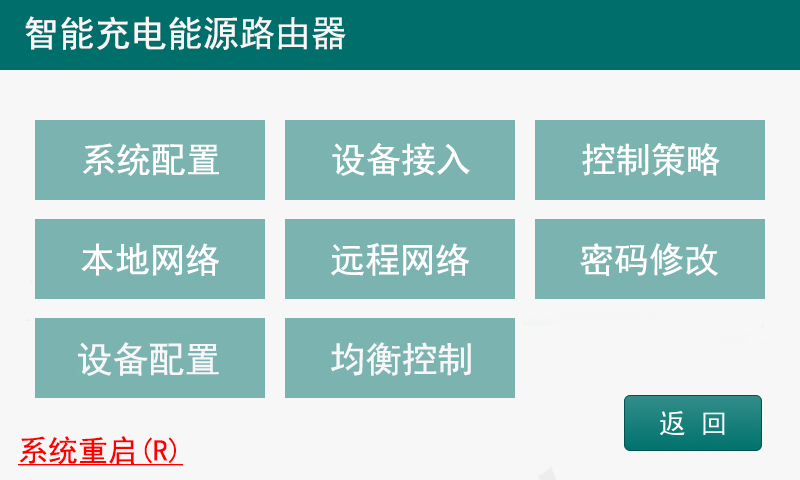 智能充电能源路由器
系统配置
设备接入
控制策略
本地网络
远程网络
密码修改
设备配置
均衡控制
返 回
系统重启(R)